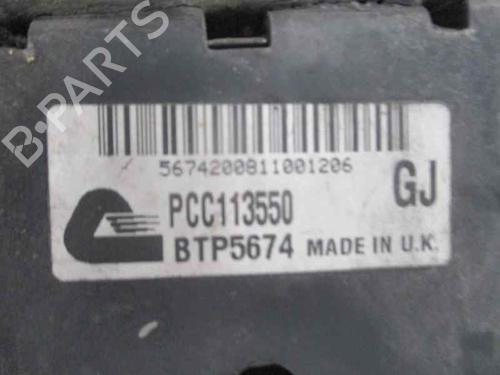 B-PARTS
5674200811001206
GJ
PCC113550
BTP5674 MADE IN U.K.